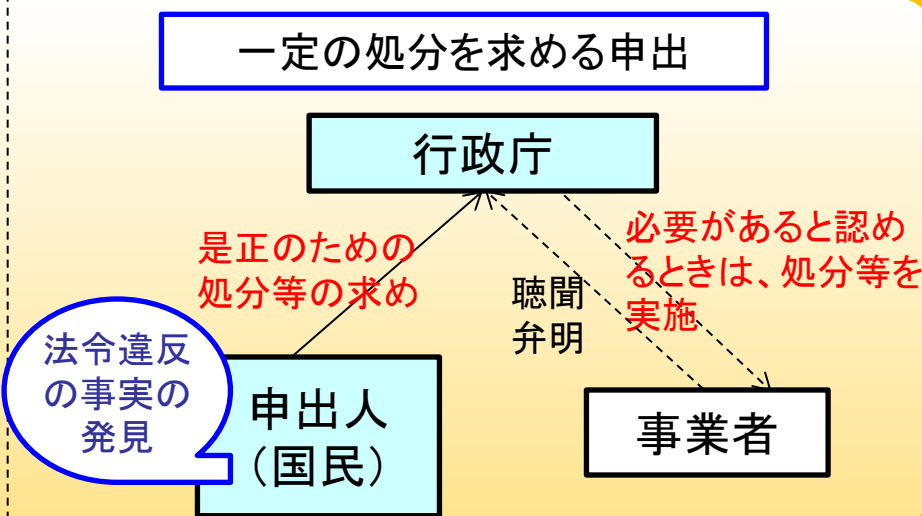 一定の処分を求める申出
行政庁
是正のための
処分等の求め
必要があると認め
るときは、処分等を
実施
聴聞
弁明
法令違反
の事実の
発見
申出人
（国民）
事業者